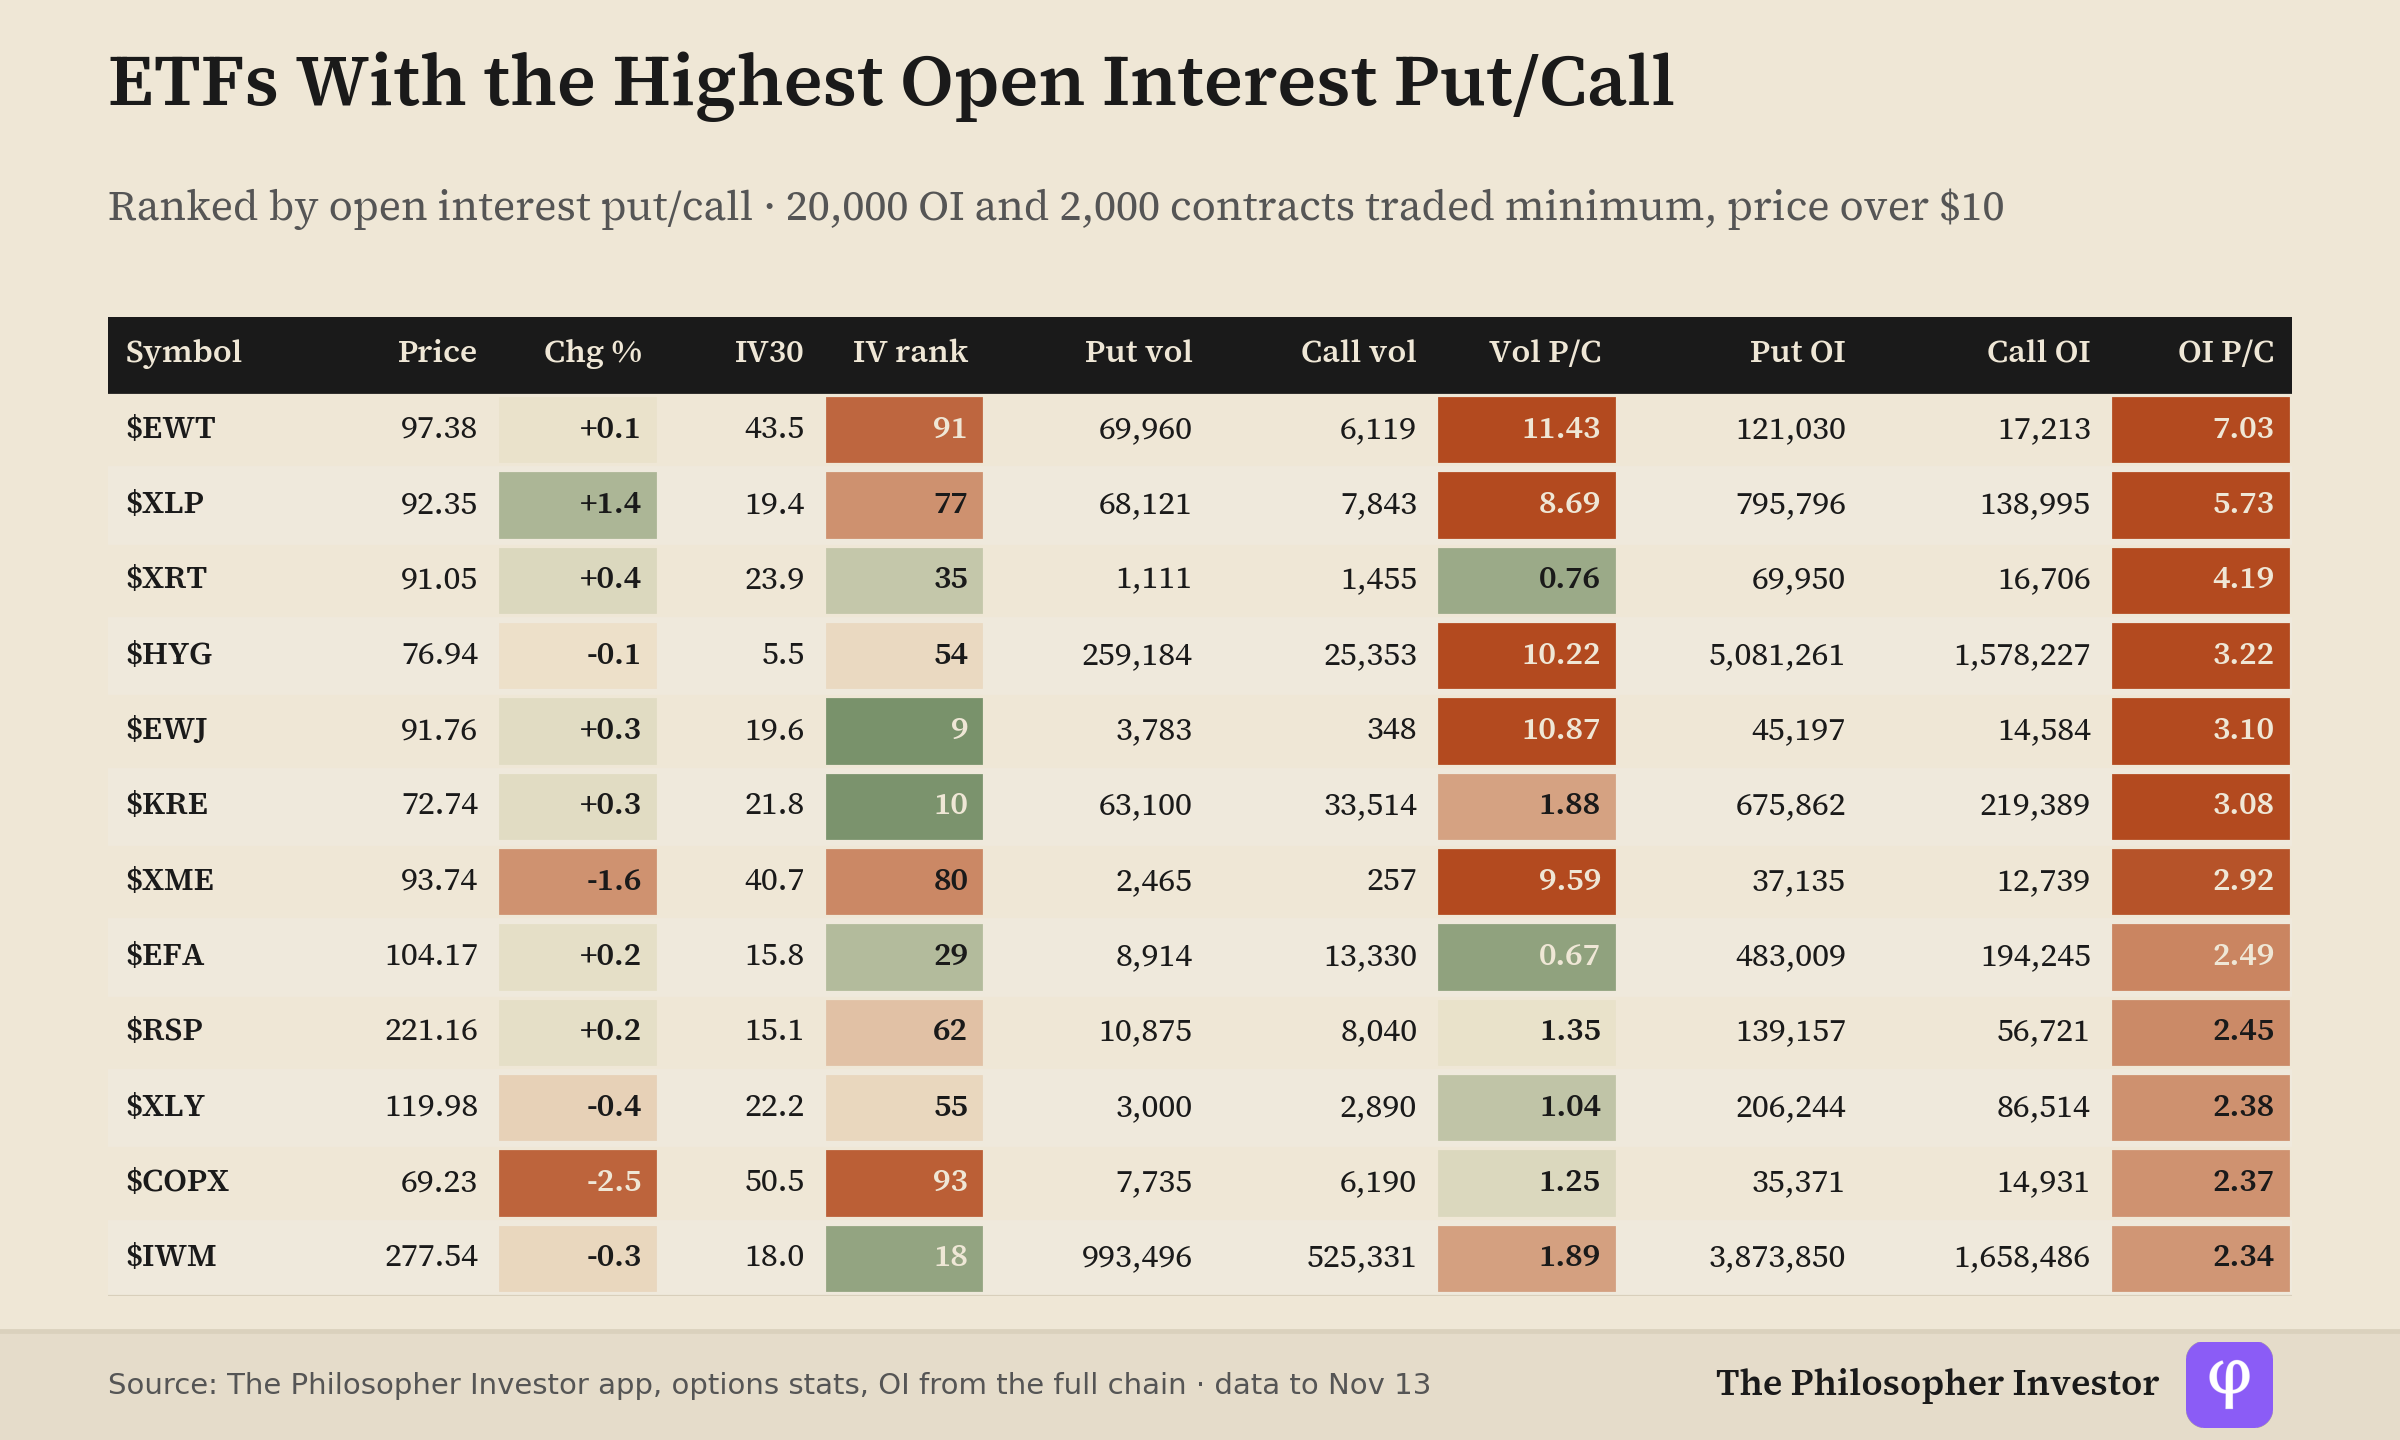 ETFs With the Highest Open Interest Put/Call
Ranked by open interest put/call · 20,000 OI and 2,000 contracts traded minimum, price over $10
Symbol Price Chg % IV30 IV rank Put vol Call vol Vol P/C Put OI Call OI OI P/C
$EWT 97.38 +0.1 43.5 91 69,960 6,119 11.43 121,030 17,213 7.03
$XLP 92.35 +1.4 19.4 77 68,121 7,843 8.69 795,796 138,995 5.73
$XRT 91.05 +0.4 23.9 35 1,111 1,455 0.76 69,950 16,706 4.19
$HYG 76.94 -0.1 5.5 54 259,184 25,353 10.22 5,081,261 1,578,227 3.22
$EWJ 91.76 +0.3 19.6 9 3,783 348 10.87 45,197 14,584 3.10
$KRE 72.74 +0.3 21.8 10 63,100 33,514 1.88 675,862 219,389 3.08
$XME 93.74 -1.6 40.7 80 2,465 257 9.59 37,135 12,739 2.92
$EFA 104.17 +0.2 15.8 29 8,914 13,330 0.67 483,009 194,245 2.49
$RSP 221.16 +0.2 15.1 62 10,875 8,040 1.35 139,157 56,721 2.45
$XLY 119.98 -0.4 22.2 55 3,000 2,890 1.04 206,244 86,514 2.38
$COPX 69.23 -2.5 50.5 93 7,735 6,190 1.25 35,371 14,931 2.37
$IWM 277.54 -0.3 18.0 18 993,496 525,331 1.89 3,873,850 1,658,486 2.34
Source: The Philosopher Investor app, options stats, OI from the full chain · data to Nov 13
The Philosopher Investor φ